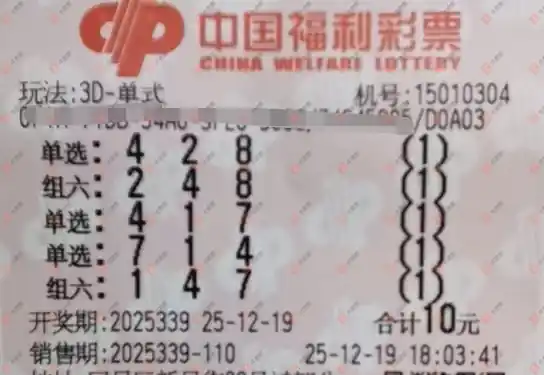 中国福利彩票
CHINA WELFARE LOTTERY
玩法:3D-单式 机号:15010304
/D0A03
单选: 4 2 8 (1)
组六: 2 4 8 (1)
单选: 4 1 7 (1)
单选: 7 1 4 (1)
组六: 1 4 7 (1)
开奖期:2025339 25-12-19 合计10元
销售期:2025339-110 25-12-19 18:03:41